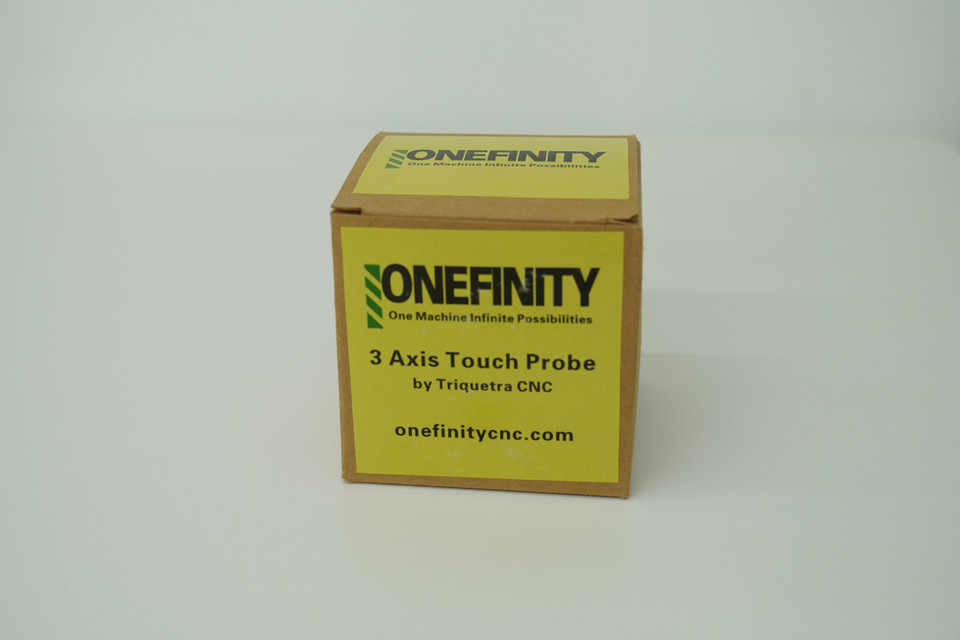 ONEFINITY
One Machine Infinite Possibilities
ONEFINITY
One Machine Infinite Possibilities
3 Axis Touch Probe
by Triquetra CNC
onefinitycnc.com